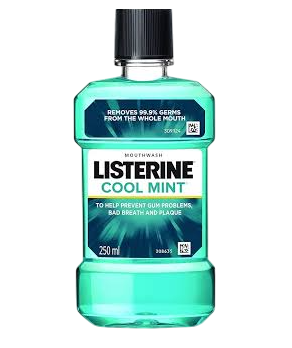 REMOVES 99.9% GERMS
FROM THE WHOLE MOUTH
MOUTHWASH
LISTERINE
COOL MINT
TO HELP PREVENT GUM PROBLEMS,
BAD BREATH AND PLAQUE
250 ml